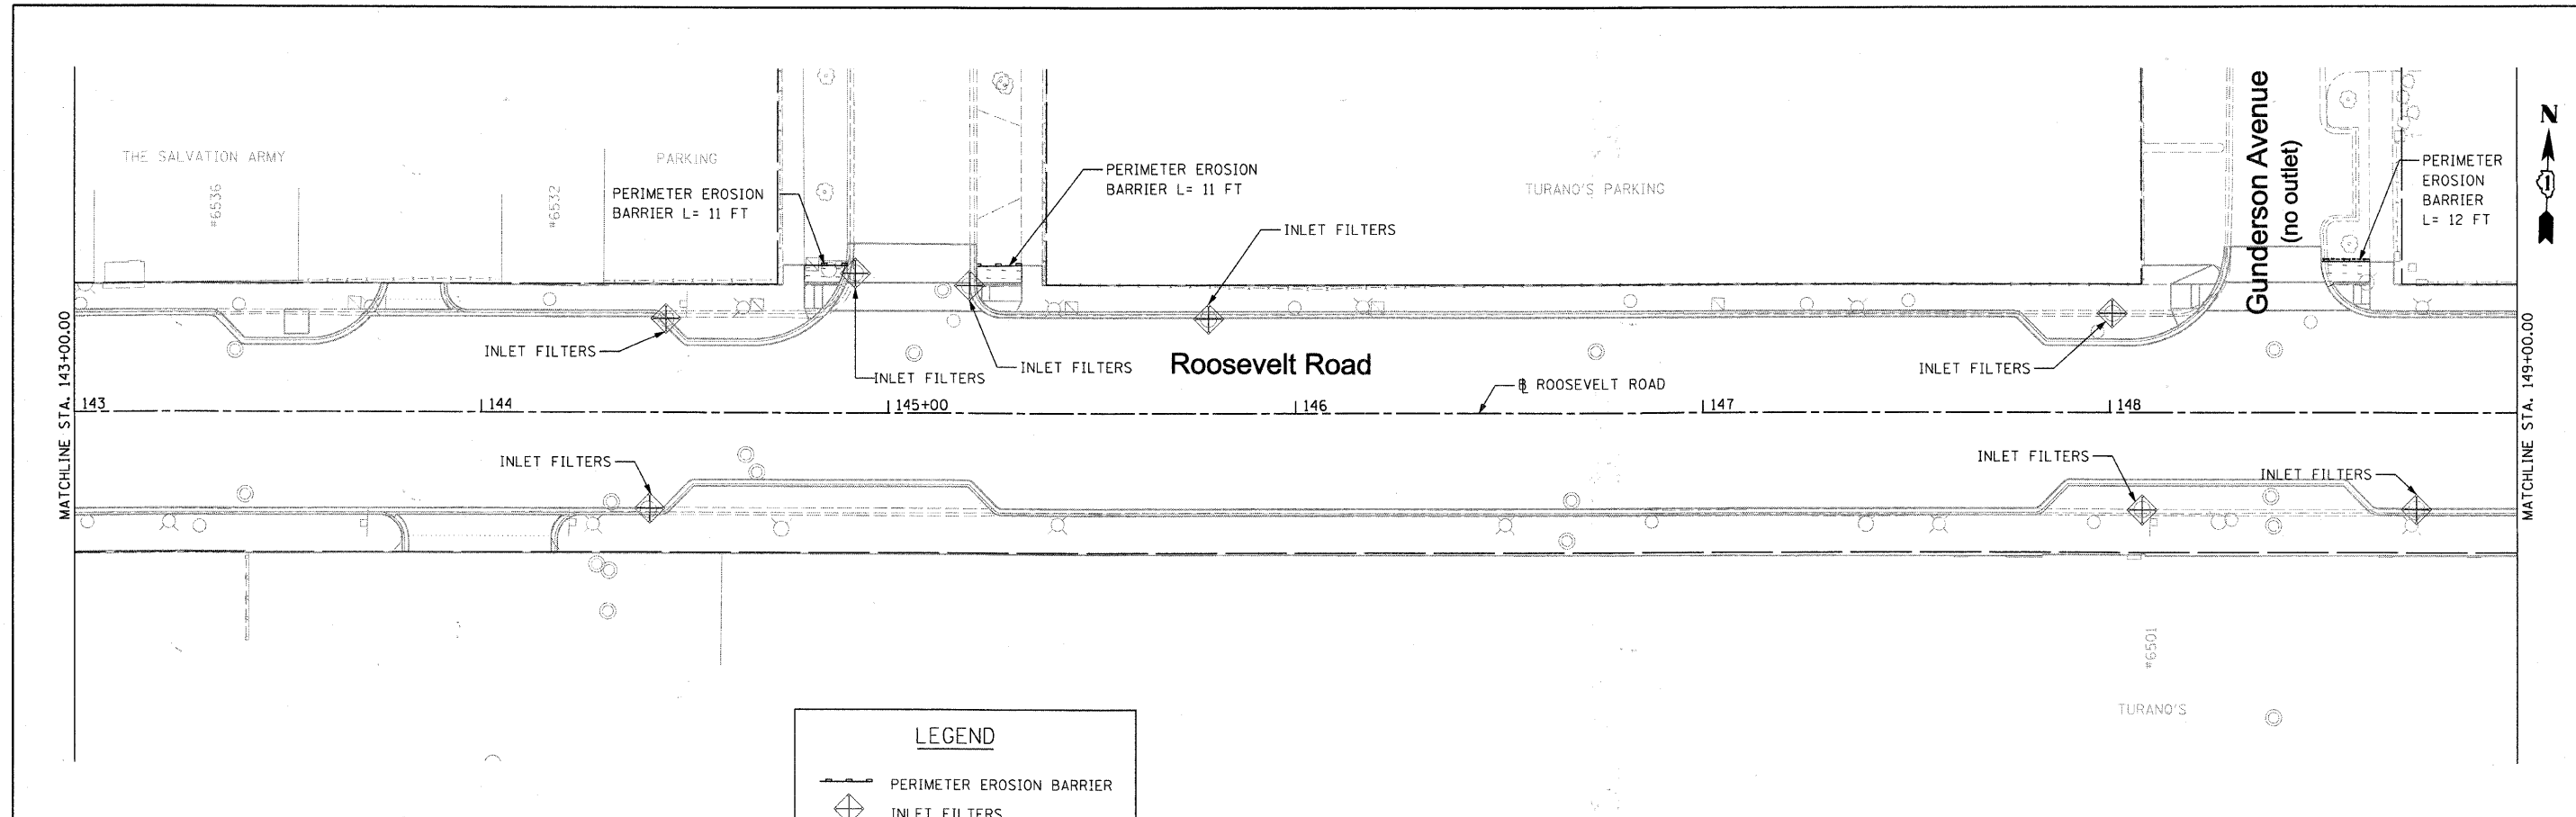 THE SALVATION ARMY
#6536
#6532
PARKING
PERIMETER EROSION
BARRIER L= 11 FT
PERIMETER EROSION
BARRIER L= 11 FT
INLET FILTERS
TURANO'S PARKING
Gunderson Avenue
(no outlet)
PERIMETER
EROSION
BARRIER
L= 12 FT
N
1
INLET FILTERS
INLET FILTERS
INLET FILTERS
Roosevelt Road
INLET FILTERS
℄ ROOSEVELT ROAD
MATCHLINE STA. 143+00.00
143
144
145+00
146
147
148
MATCHLINE STA. 149+00.00
INLET FILTERS
INLET FILTERS
INLET FILTERS
#6501
TURANO'S
LEGEND
PERIMETER EROSION BARRIER
INLET FILTERS